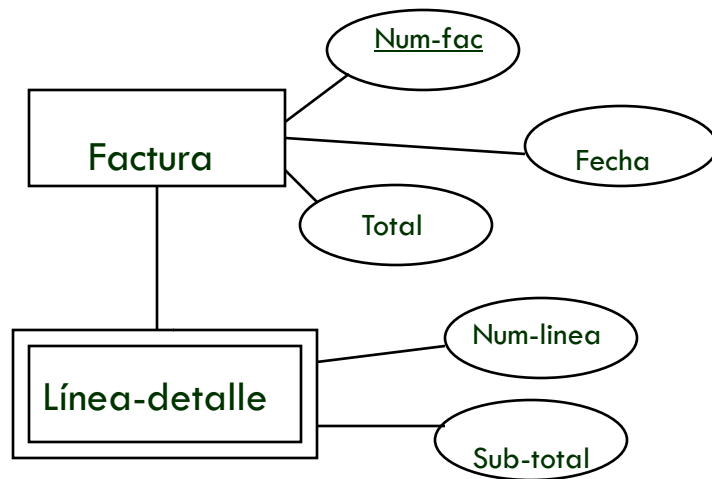 Num-fac
Factura
Fecha
Total
Num-linea
Línea-detalle
Sub-total